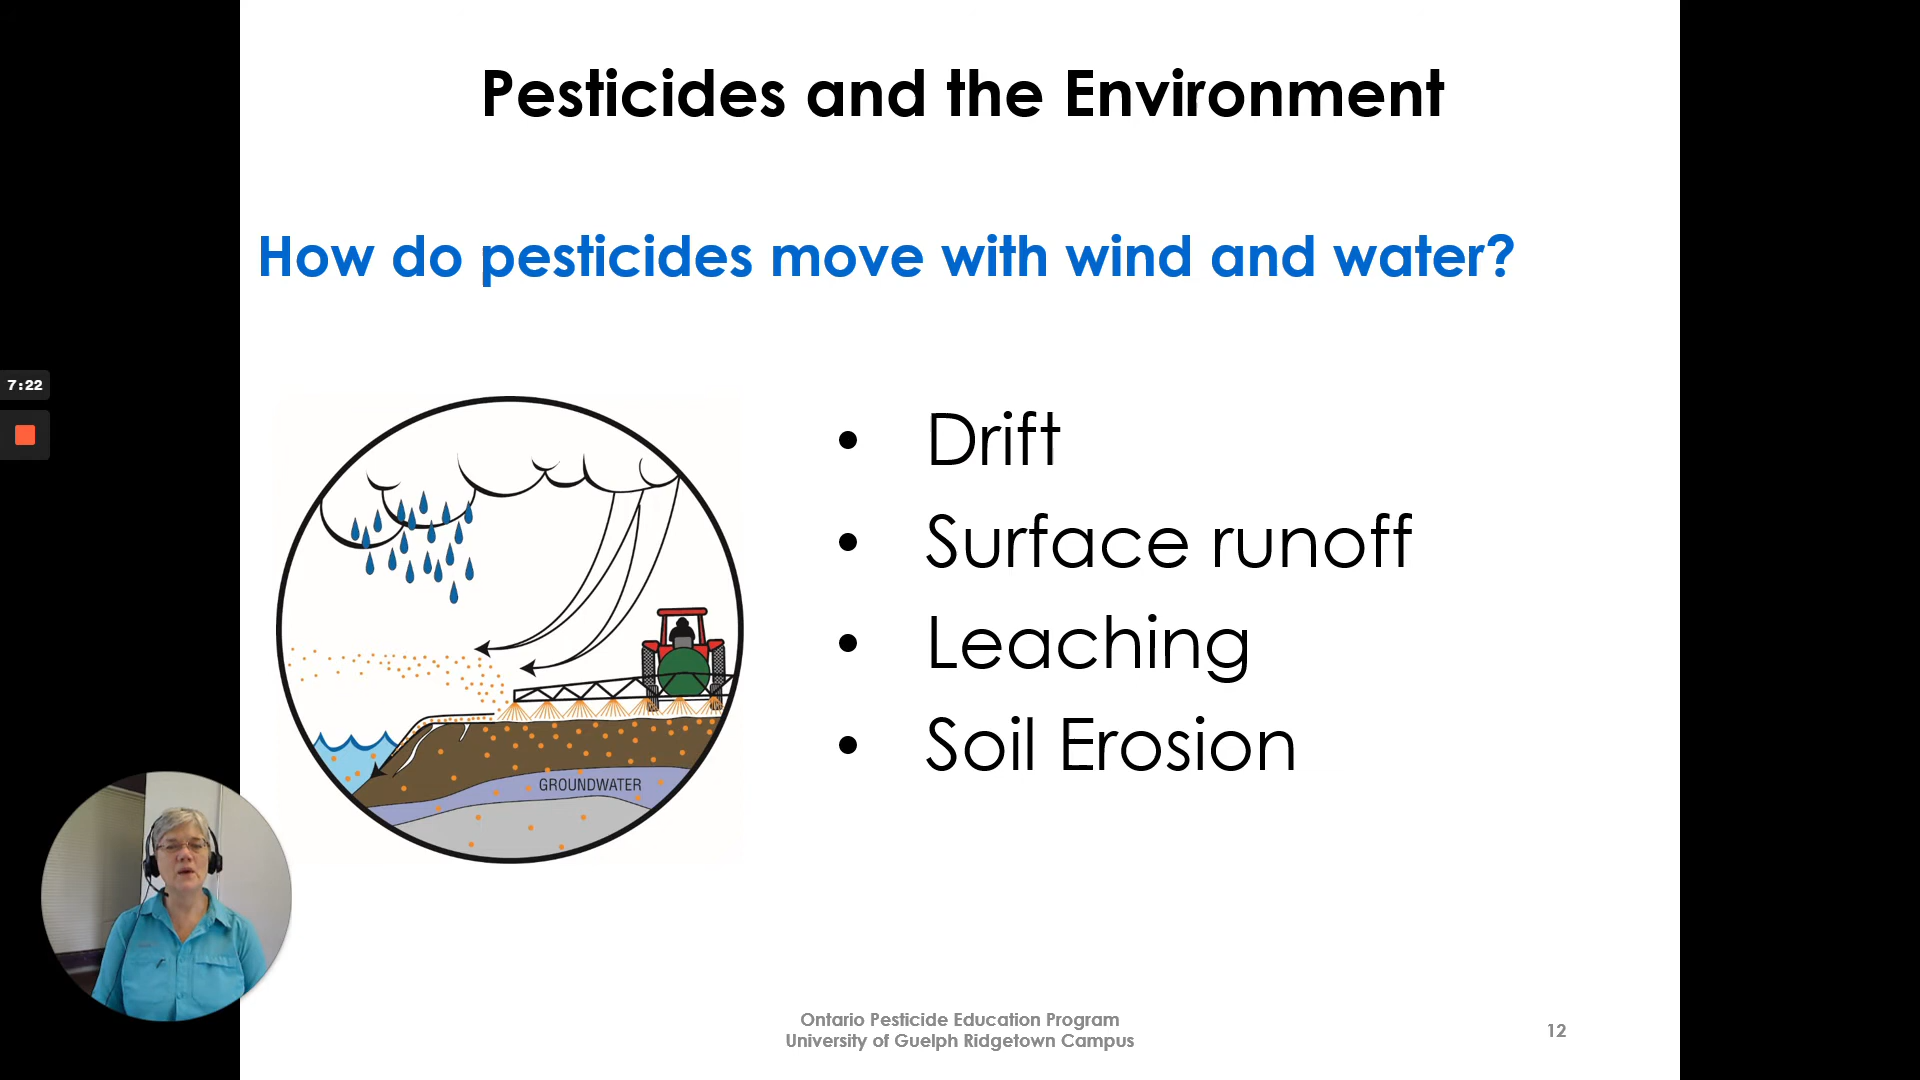 Pesticides and the Environment
How do pesticides move with wind and water?
7:22
• Drift
• Surface runoff
• Leaching
• Soil Erosion
GROUNDWATER
Ontario Pesticide Education Program
University of Guelph Ridgetown Campus
12